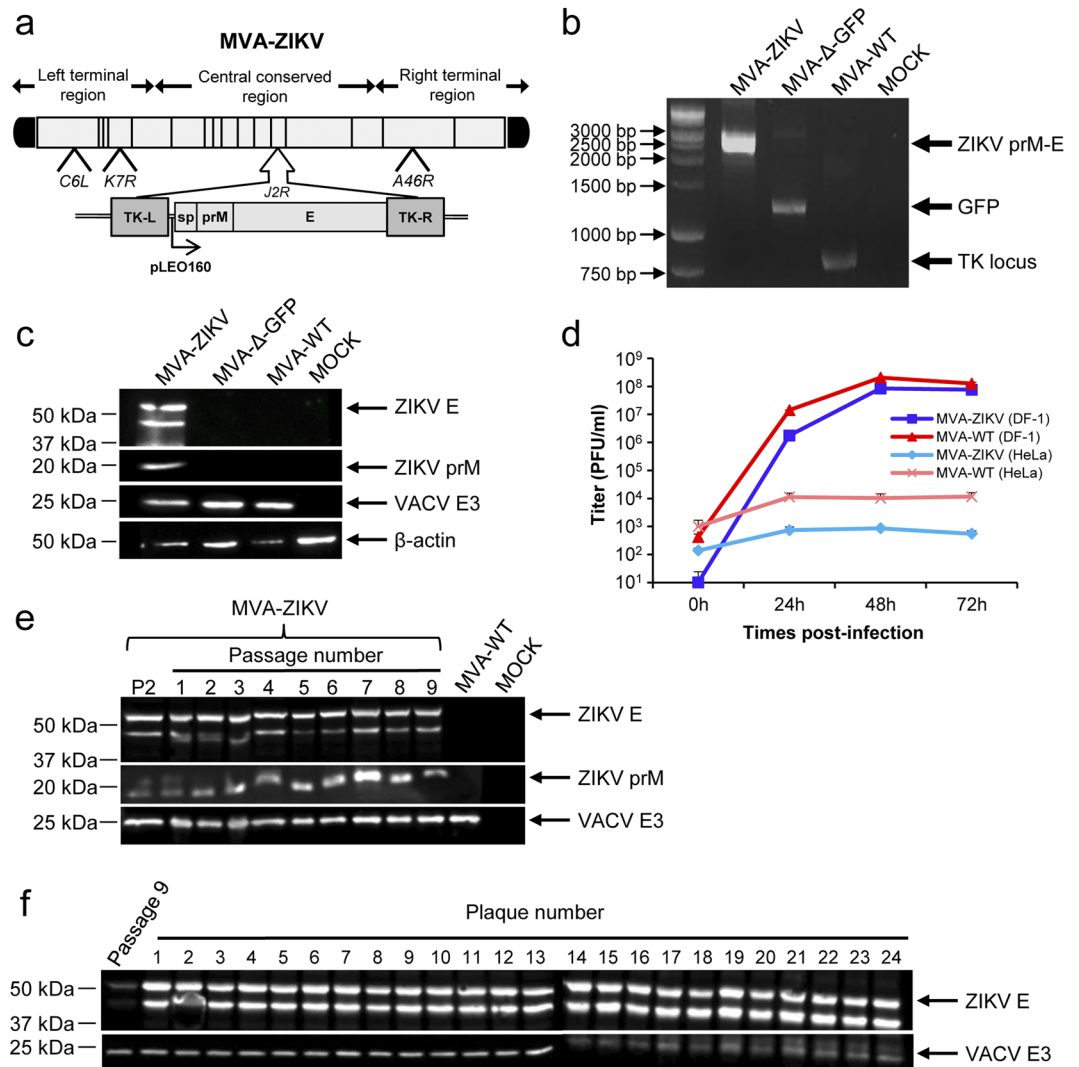 a
MVA-ZIKV
Left terminal region
Central conserved region
Right terminal region
C6L
K7R
J2R
A46R
TK-L
sp
prM
E
TK-R
pLEO160
b
MVA-ZIKV
MVA-Δ-GFP
MVA-WT
MOCK
3000 bp
2500 bp
2000 bp
1500 bp
1000 bp
750 bp
ZIKV prM-E
GFP
TK locus
c
MVA-ZIKV
MVA-Δ-GFP
MVA-WT
MOCK
50 kDa
37 kDa
20 kDa
25 kDa
50 kDa
ZIKV E
ZIKV prM
VACV E3
β-actin
d
Titer (PFU/ml)
10⁹
10⁸
10⁷
10⁶
10⁵
10⁴
10³
10²
10¹
MVA-ZIKV (DF-1)
MVA-WT (DF-1)
MVA-ZIKV (HeLa)
MVA-WT (HeLa)
0h 24h 48h 72h
Times post-infection
e
MVA-ZIKV
Passage number
P2 1 2 3 4 5 6 7 8 9
MVA-WT
MOCK
50 kDa
37 kDa
20 kDa
25 kDa
ZIKV E
ZIKV prM
VACV E3
f
Passage 9
Plaque number
1 2 3 4 5 6 7 8 9 10 11 12 13 14 15 16 17 18 19 20 21 22 23 24
50 kDa
37 kDa
25 kDa
ZIKV E
VACV E3